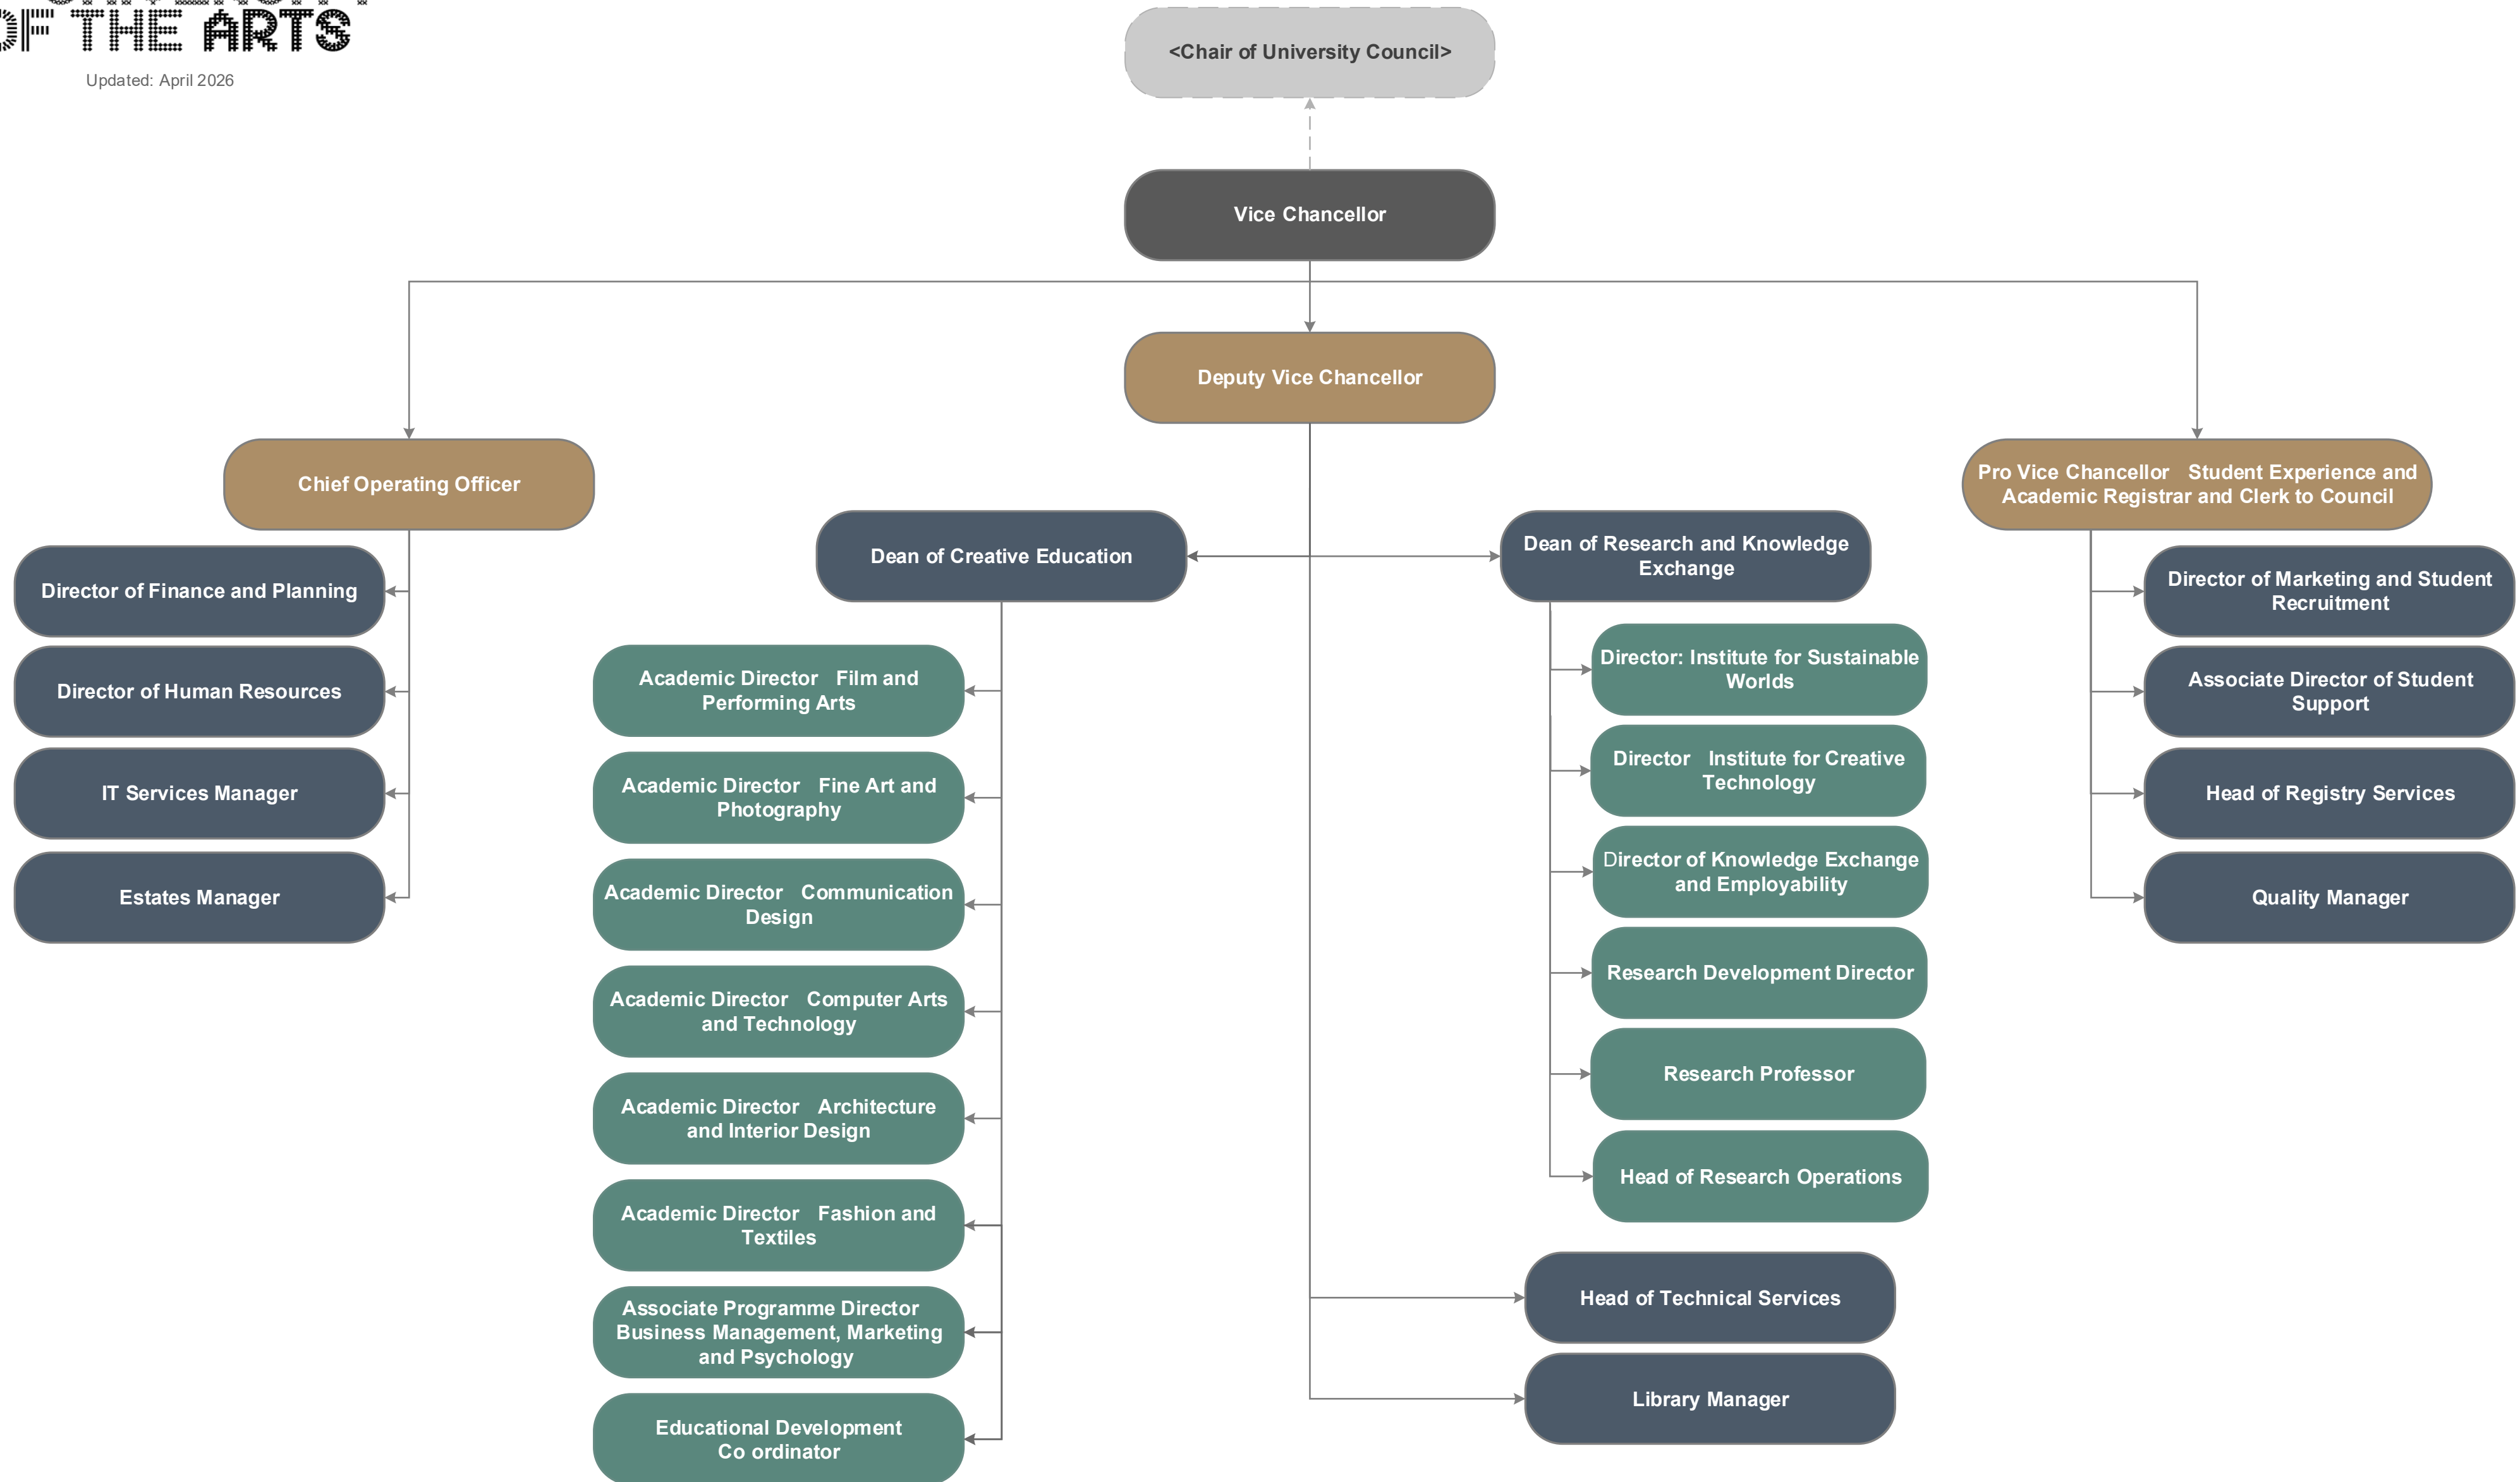 OF THE ARTS
Updated: April 2026
<Chair of University Council>
Vice Chancellor
Deputy Vice Chancellor
Chief Operating Officer
Director of Finance and Planning
Director of Human Resources
IT Services Manager
Estates Manager
Dean of Creative Education
Academic Director   Film and
Performing Arts
Academic Director   Fine Art and
Photography
Academic Director   Communication
Design
Academic Director   Computer Arts
and Technology
Academic Director   Architecture
and Interior Design
Academic Director   Fashion and
Textiles
Associate Programme Director
Business Management, Marketing
and Psychology
Educational Development
Co ordinator
Dean of Research and Knowledge
Exchange
Director: Institute for Sustainable
Worlds
Director   Institute for Creative
Technology
Director of Knowledge Exchange
and Employability
Research Development Director
Research Professor
Head of Research Operations
Head of Technical Services
Library Manager
Pro Vice Chancellor   Student Experience and
Academic Registrar and Clerk to Council
Director of Marketing and Student
Recruitment
Associate Director of Student
Support
Head of Registry Services
Quality Manager